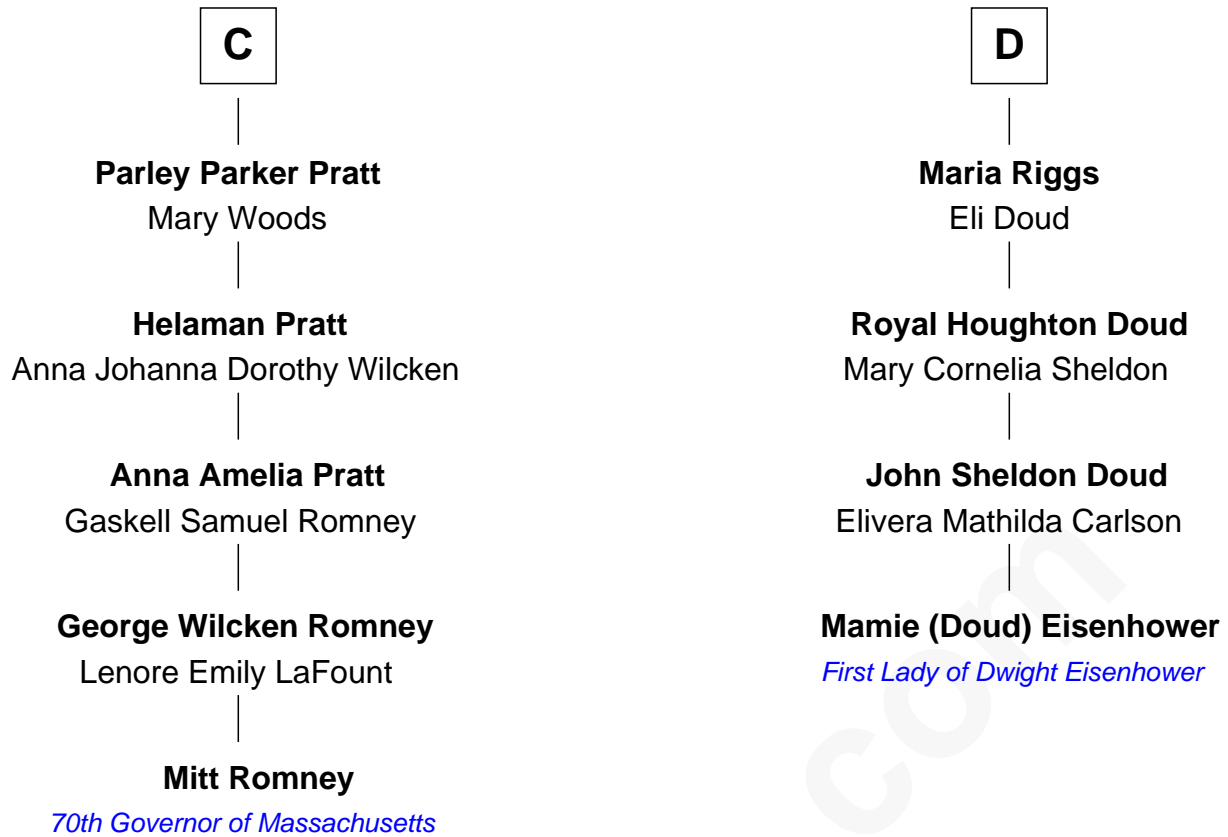 C
Parley Parker Pratt
Mary Woods
Helaman Pratt
Anna Johanna Dorothy Wilcken
Anna Amelia Pratt
Gaskell Samuel Romney
George Wilcken Romney
Lenore Emily LaFount
Mitt Romney
70th Governor of Massachusetts
D
Maria Riggs
Eli Doud
Royal Houghton Doud
Mary Cornelia Sheldon
John Sheldon Doud
Elivera Mathilda Carlson
Mamie (Doud) Eisenhower
First Lady of Dwight Eisenhower
com